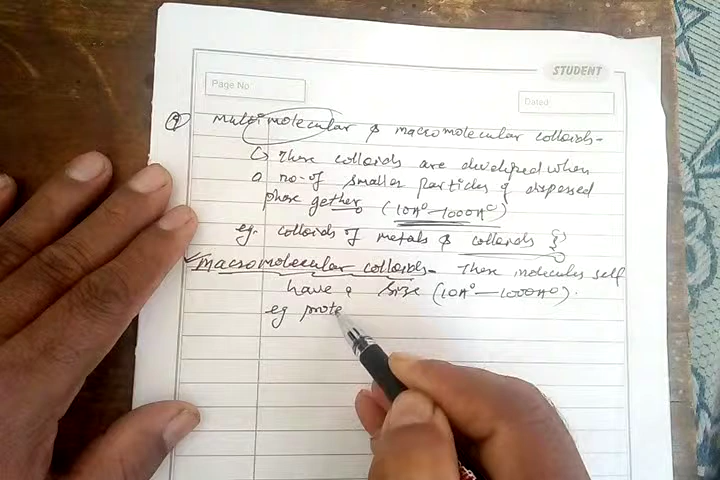 STUDENT
Page No
Dated
Multimolecular & macromolecular colloids-
These colloids are developed when
a no. of smaller particles of dispersed
phase gether (10A° - 1000A°)
eg. colloids of metals & colloids
macromolecular colloids- These molecules self
have a size (10A° - 1000A°).
eg prote